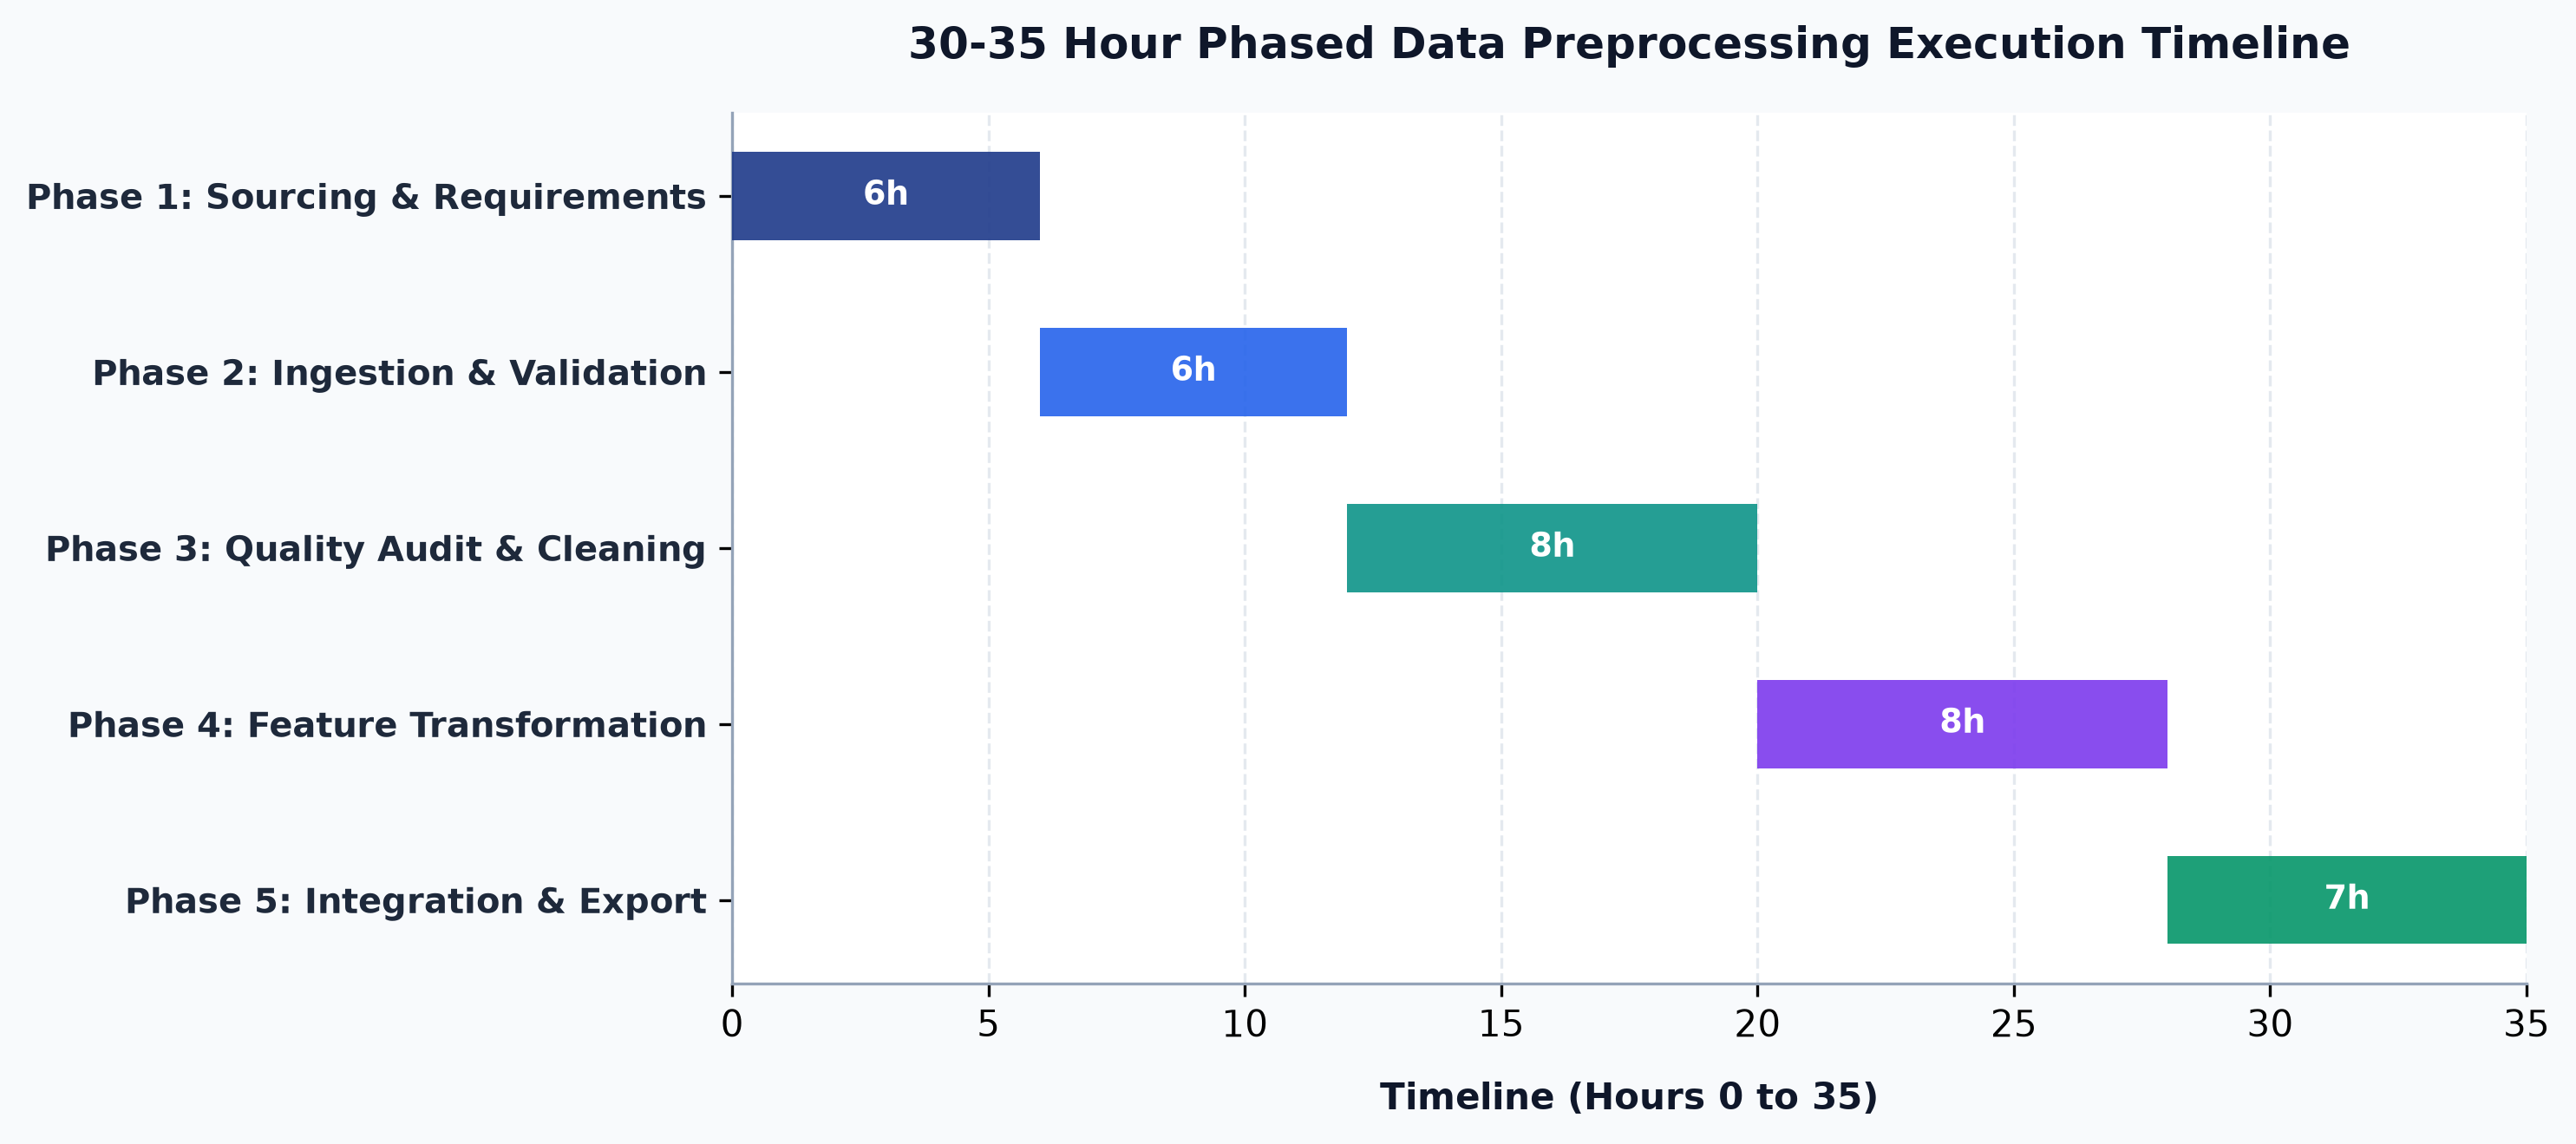 30-35 Hour Phased Data Preprocessing Execution Timeline
Phase 1: Sourcing & Requirements
6h
Phase 2: Ingestion & Validation
6h
Phase 3: Quality Audit & Cleaning
8h
Phase 4: Feature Transformation
8h
Phase 5: Integration & Export
7h
0 5 10 15 20 25 30 35
Timeline (Hours 0 to 35)